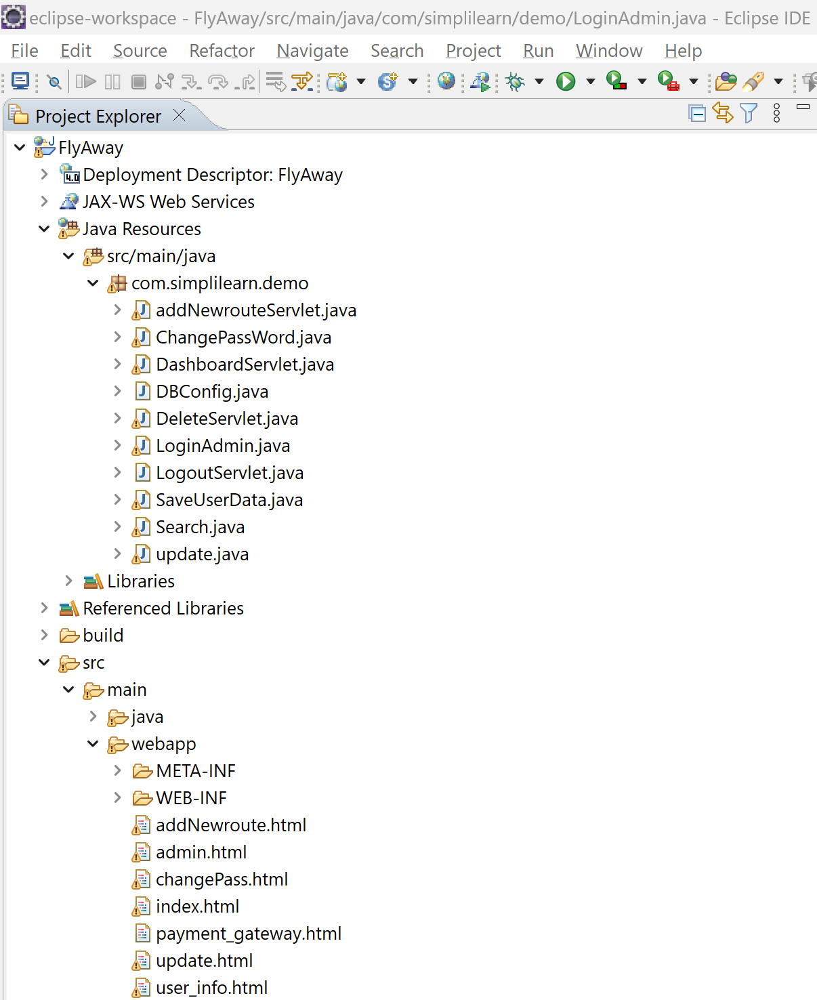 eclipse-workspace - FlyAway/src/main/java/com/simplilearn/demo/LoginAdmin.java - Eclipse IDE
File Edit Source Refactor Navigate Search Project Run Window Help
Project Explorer
FlyAway
4.0 Deployment Descriptor: FlyAway
JAX-WS Web Services
Java Resources
src/main/java
com.simplilearn.demo
addNewrouteServlet.java
ChangePassWord.java
DashboardServlet.java
DBConfig.java
DeleteServlet.java
LoginAdmin.java
LogoutServlet.java
SaveUserData.java
Search.java
update.java
Libraries
Referenced Libraries
build
src
main
java
webapp
META-INF
WEB-INF
addNewroute.html
admin.html
changePass.html
index.html
payment_gateway.html
update.html
user_info.html